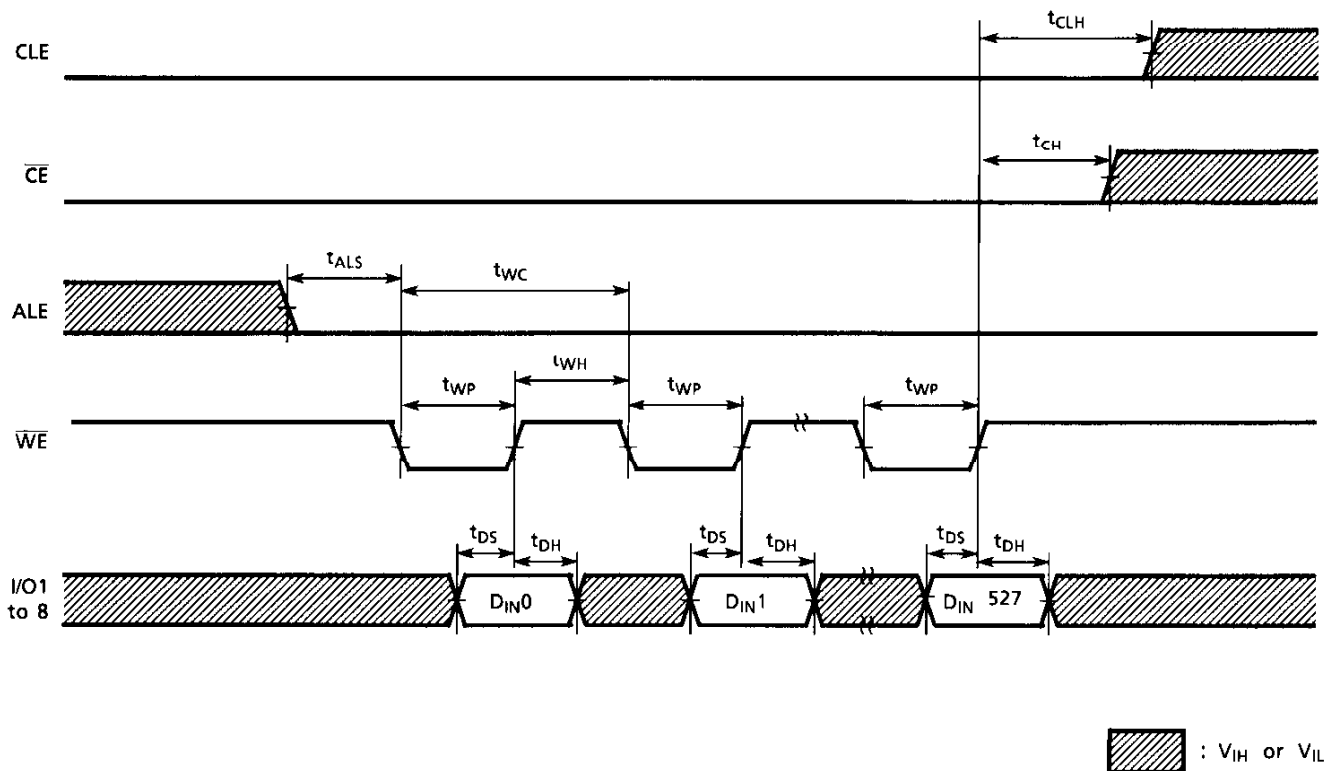 CLE
tCLH
CE
tCH
ALE
tALS
tWC
WE
tWP
tWH
tWP
tWP
I/O1
to 8
tDS
tDH
tDS
tDH
tDS
tDH
DIN0
DIN1
DIN 527
: VIH or VIL